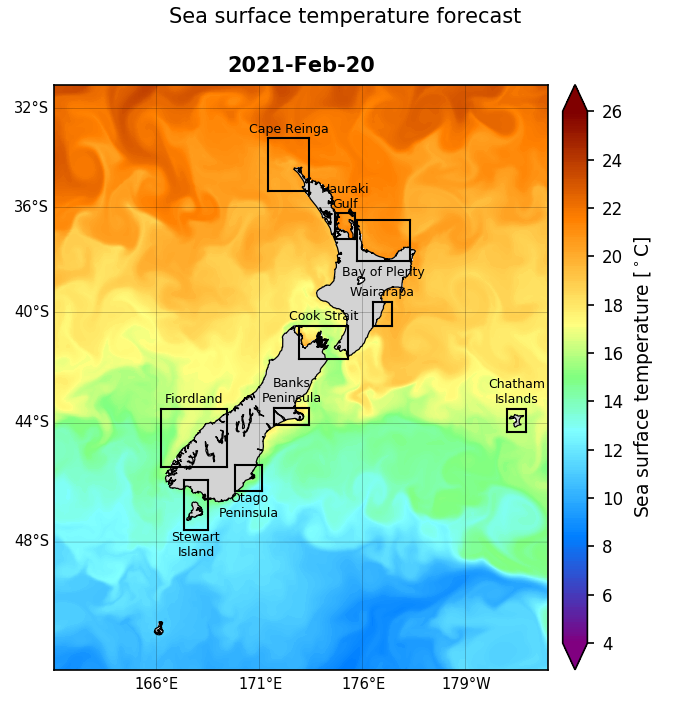 Sea surface temperature forecast
2021-Feb-20
32°S
36°S
40°S
44°S
48°S
Cape Reinga
Hauraki
Gulf
Bay of Plenty
Wairarapa
Cook Strait
Banks
Peninsula
Fiordland
Chatham
Islands
Otago
Peninsula
Stewart
Island
166°E
171°E
176°E
179°W
26
24
22
20
18
16
14
12
10
8
6
4
Sea surface temperature [°C]